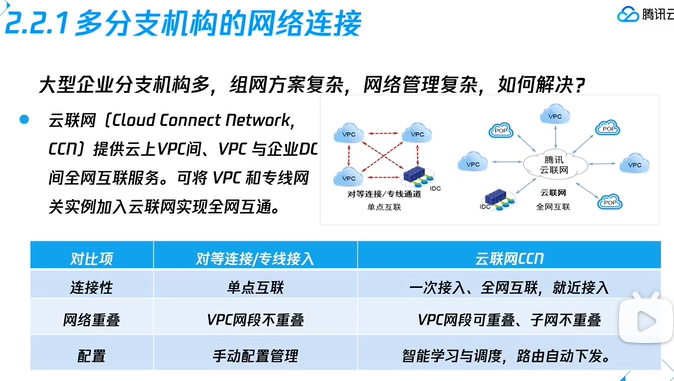 2.2.1 多分支机构的网络连接
腾讯云
大型企业分支机构多，组网方案复杂，网络管理复杂，如何解决？
云联网（Cloud Connect Network，
CCN）提供云上VPC间、VPC 与企业DC
间全网互联服务。可将 VPC 和专线网
关实例加入云联网实现全网互通。
VPC
VPC
VPC
IDC
对等连接/专线通道
单点互联
VPC
POP
POP
VPC
腾讯
云联网
VPC
云联网
全网互联
IDC
POP
对比项
对等连接/专线接入
云联网CCN
连接性
单点互联
一次接入、全网互联，就近接入
网络重叠
VPC网段不重叠
VPC网段可重叠、子网不重叠
配置
手动配置管理
智能学习与调度，路由自动下发。